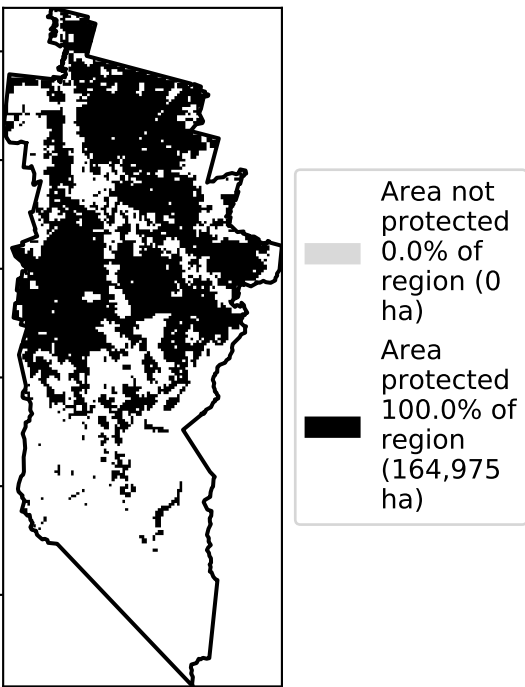 Area not
protected
0.0% of
region (0
ha)
Area
protected
100.0% of
region
(164,975
ha)